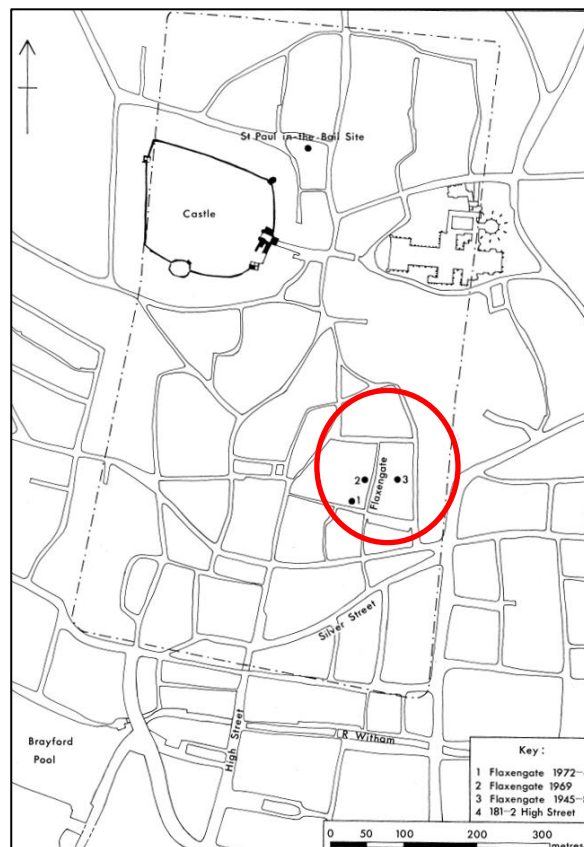 St Paul in-the-Bail Site
Castle
2
3
1
Flaxengate
Silver Street
Brayford
Pool
High Street
R Witham
Key :
1 Flaxengate 1972-
2 Flaxengate 1969
3 Flaxengate 1945-
4 181-2 High Street
0 50 100 200 300
metres